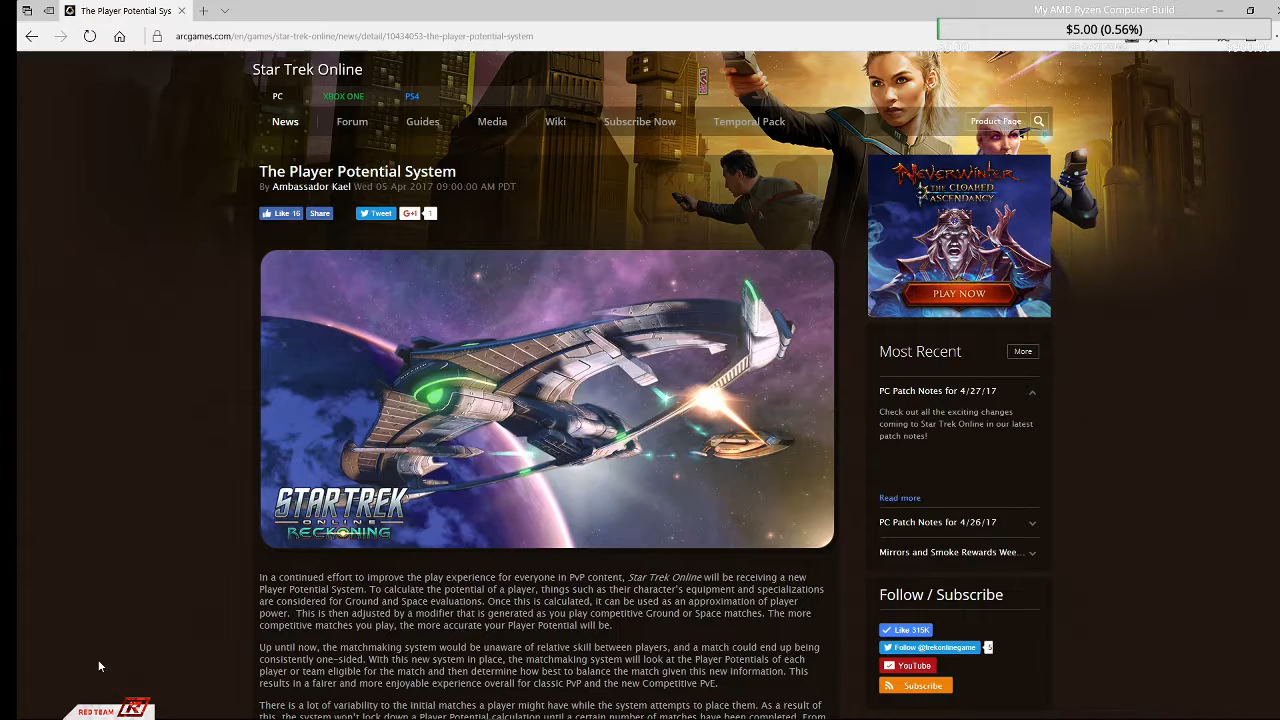 The Player Potential Sys
My AMD Ryzen Computer Build
$5.00 (0.56%)
arcgames.com/en/games/star-trek-online/news/detail/10434053-the-player-potential-system
Star Trek Online
PC XBOX ONE PS4
News Forum Guides Media Wiki Subscribe Now Temporal Pack Product Page
The Player Potential System
By Ambassador Kael Wed 05 Apr 2017 09:00:00 AM PDT
Like 16 Share Tweet G+1 1
NEVERWINTER
THE CLOAKED
ASCENDANCY
PLAY NOW
STAR TREK
ONLINE
RECKONING
Most Recent More
PC Patch Notes for 4/27/17
Check out all the exciting changes
coming to Star Trek Online in our latest
patch notes!
Read more
PC Patch Notes for 4/26/17
Mirrors and Smoke Rewards Wee...
Follow / Subscribe
Like 315K
Follow @trekonlinegame 5
YouTube
Subscribe
In a continued effort to improve the play experience for everyone in PvP content, Star Trek Online will be receiving a new
Player Potential System. To calculate the potential of a player, things such as their character's equipment and specializations
are considered for Ground and Space evaluations. Once this is calculated, it can be used as an approximation of player
power. This is then adjusted by a modifier that is generated as you play competitive Ground or Space matches. The more
competitive matches you play, the more accurate your Player Potential will be.
Up until now, the matchmaking system would be unaware of relative skill between players, and a match could end up being
consistently one-sided. With this new system in place, the matchmaking system will look at the Player Potentials of each
player or team eligible for the match and then determine how best to balance the match given this new information. This
results in a fairer and more enjoyable experience overall for classic PvP and the new Competitive PvE.
There is a lot of variability to the initial matches a player might have while the system attempts to place them. As a result of
this, the system won't lock down a Player Potential calculation until a certain number of matches have been completed. From
RED TEAM